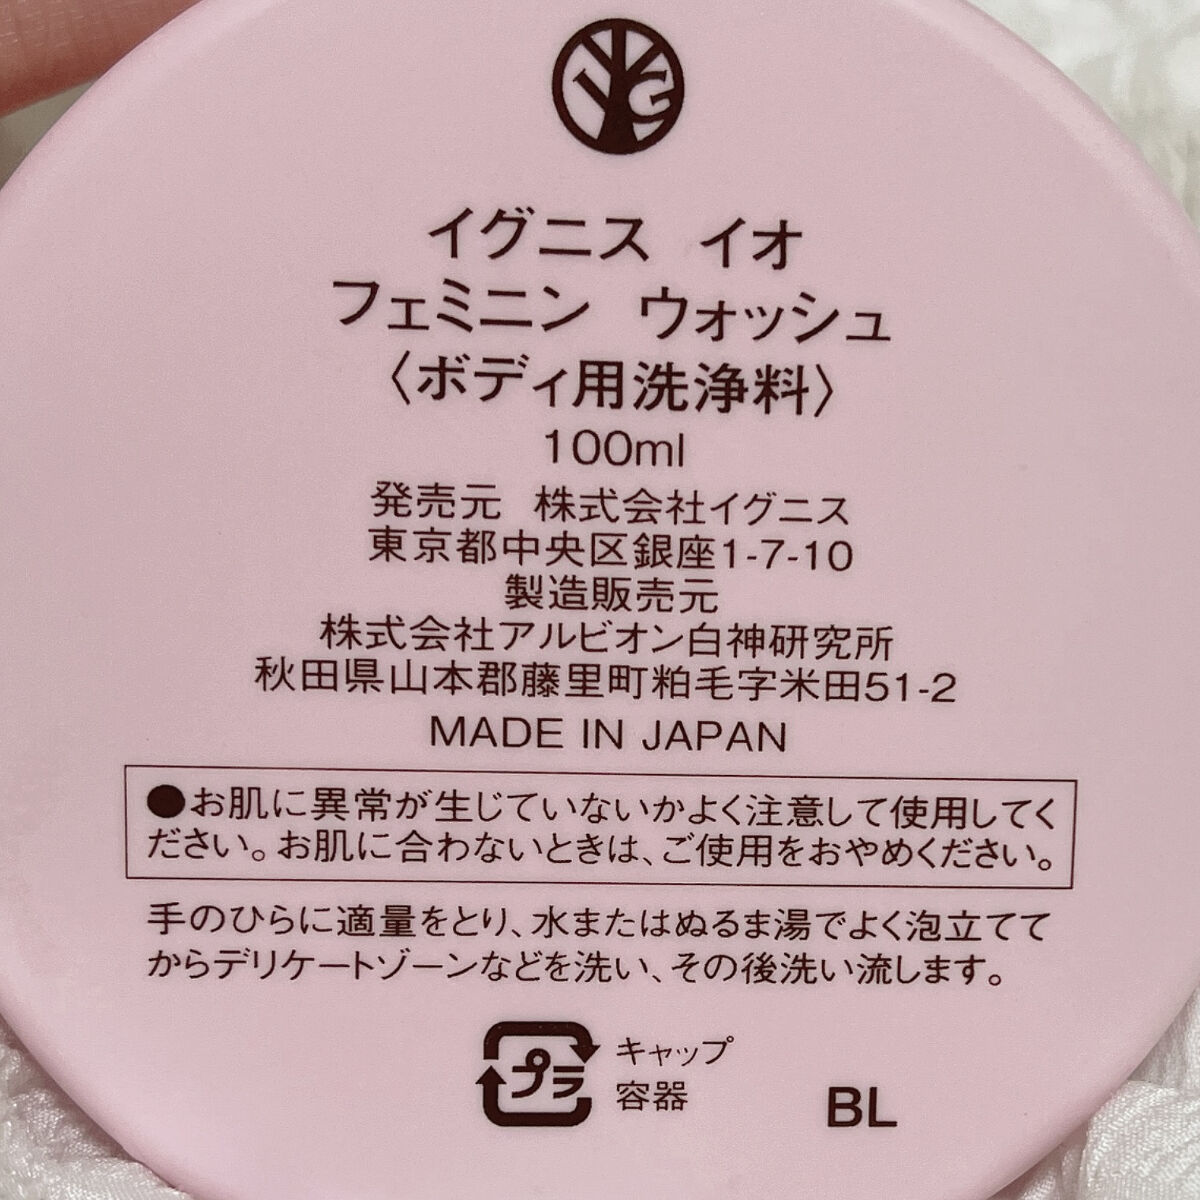 IG
イグニス イオ
フェミニン ウォッシュ
〈ボディ用洗浄料〉
100ml
発売元 株式会社イグニス
東京都中央区銀座1-7-10
製造販売元
株式会社アルビオン白神研究所
秋田県山本郡藤里町粕毛字米田51-2
MADE IN JAPAN
●お肌に異常が生じていないかよく注意して使用してく
ださい。お肌に合わないときは、ご使用をおやめください。
手のひらに適量をとり、水またはぬるま湯でよく泡立てて
からデリケートゾーンなどを洗い、その後洗い流します。
プラ キャップ
容器
BL